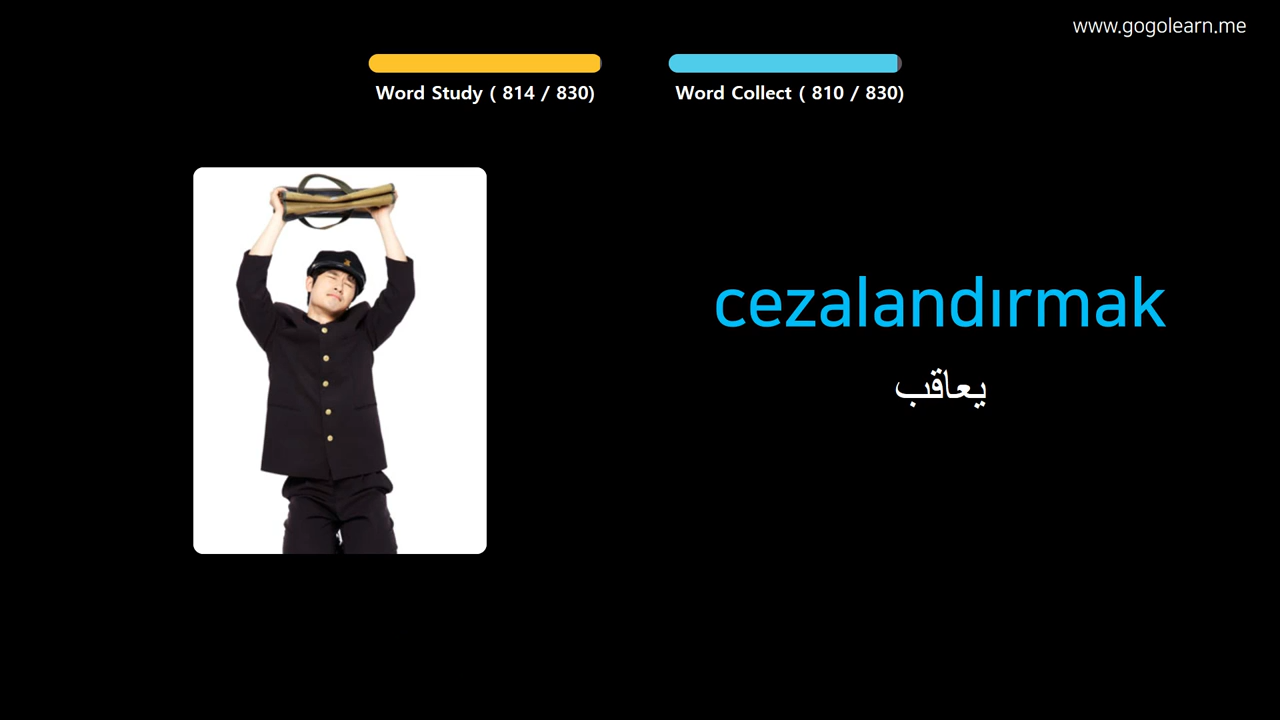 www.gogolearn.me
Word Study ( 814 / 830)
Word Collect ( 810 / 830)
cezalandırmak
يعاقب